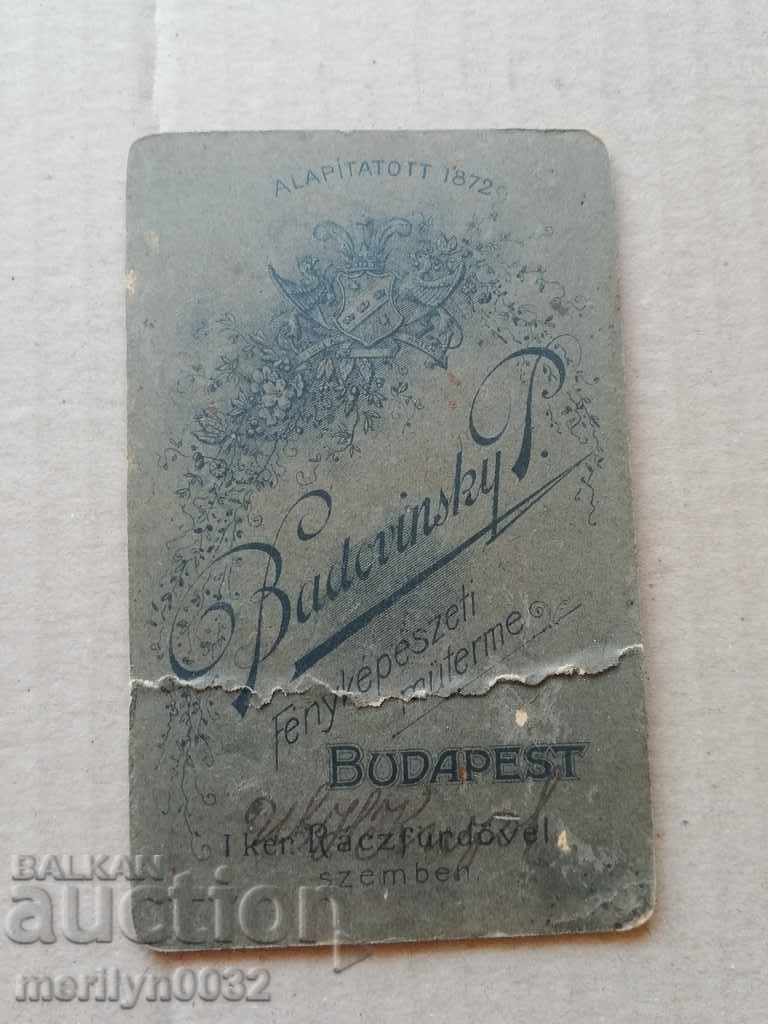 ALAPÍTATOTT 1872
Badovinsky P.
Fényképészeti
műterme
BUDAPEST
I ker. Ráczfürdővel
szemben.
BALKAN
auction
merilyn0032